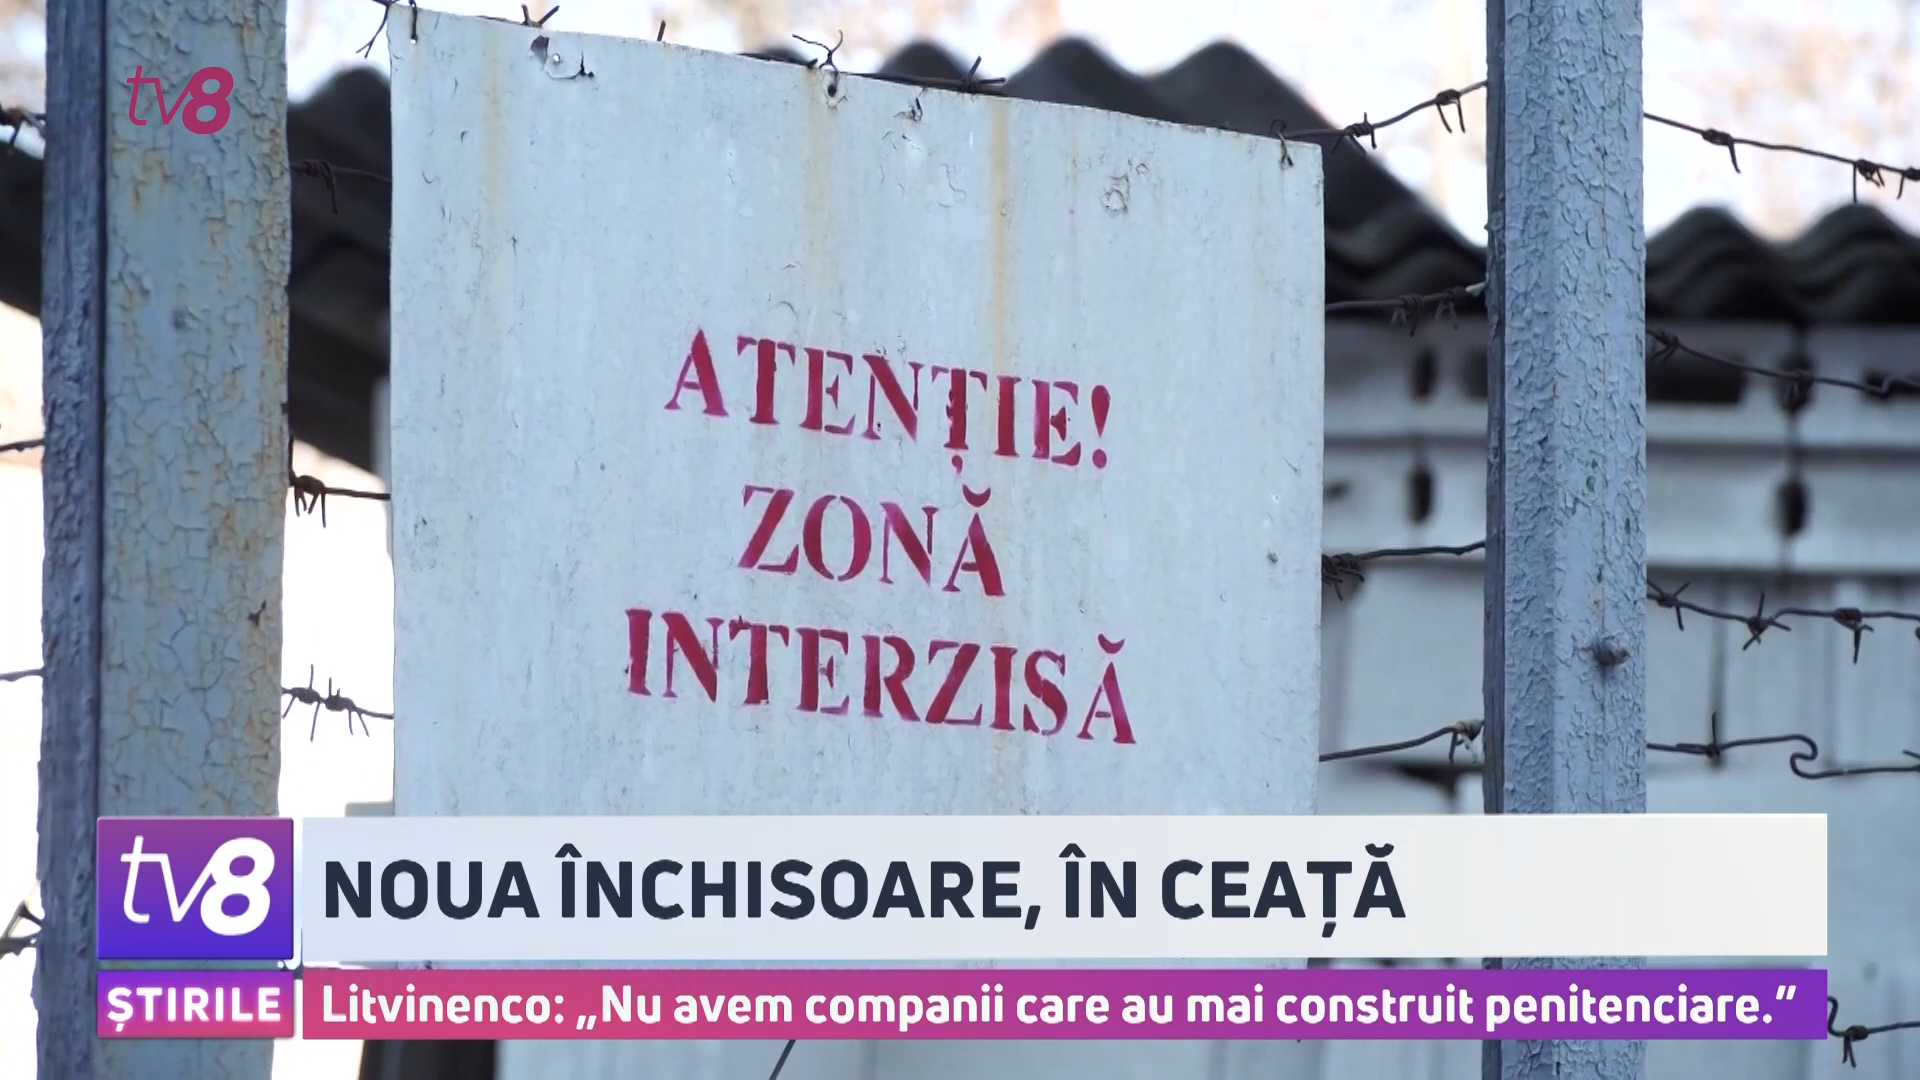 tv8
ATENȚIE!
ZONĂ
INTERZISĂ
tv8
NOUA ÎNCHISOARE, ÎN CEAȚĂ
ȘTIRILE
Litvinenco: „Nu avem companii care au mai construit penitenciare.”